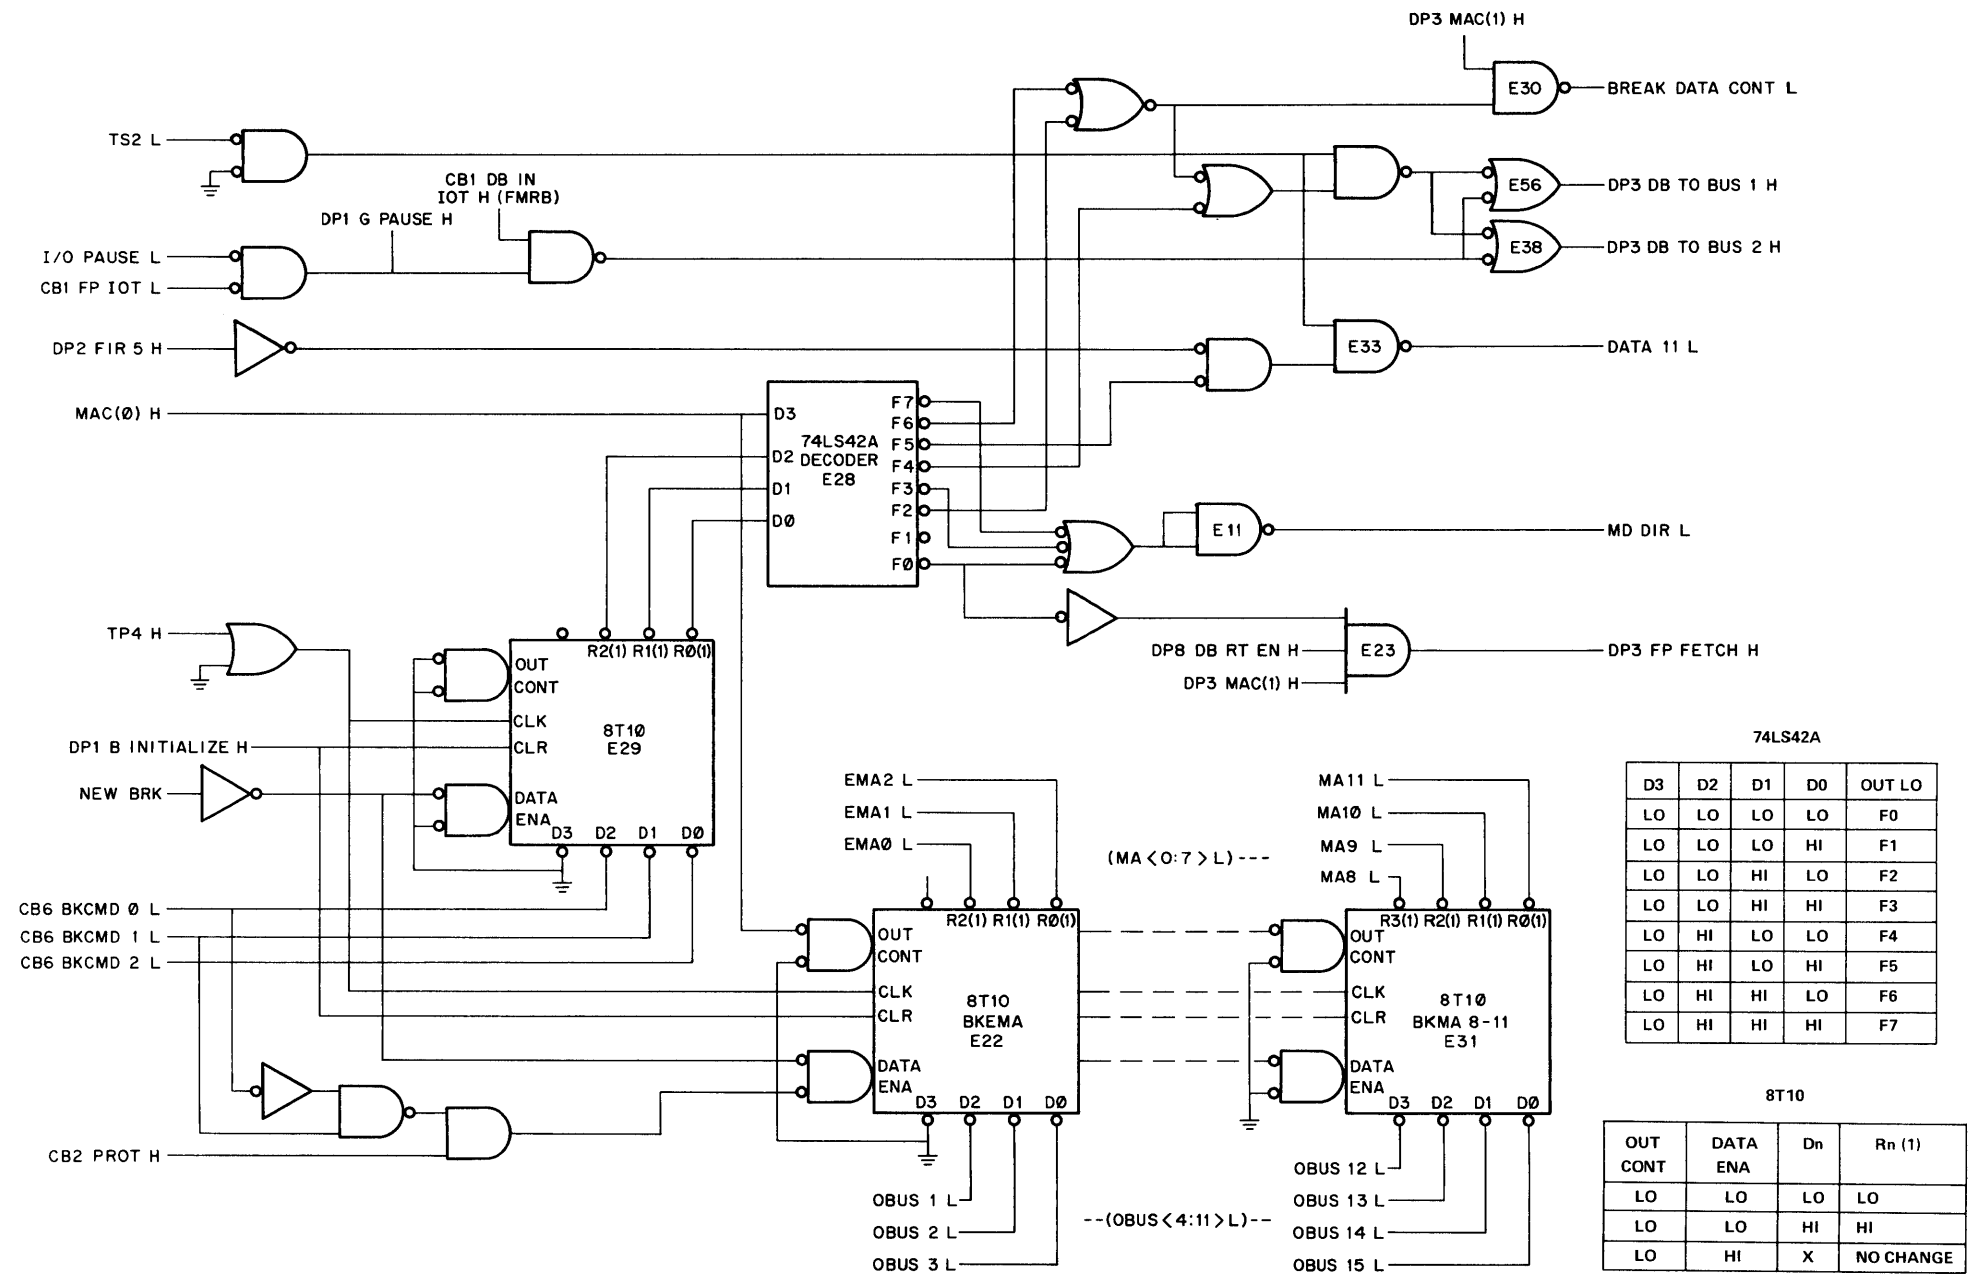 DP3 MAC(1) H
E30
BREAK DATA CONT L
TS2 L
CB1 DB IN
IOT H (FMRB)
DP1 G PAUSE H
E56
DP3 DB TO BUS 1 H
I/O PAUSE L
CB1 FP IOT L
E38
DP3 DB TO BUS 2 H
DP2 FIR 5 H
E33
DATA 11 L
MAC(Ø) H
D3
D2
D1
DØ
74LS42A
DECODER
E28
F7
F6
F5
F4
F3
F2
F1
FØ
E11
MD DIR L
TP4 H
R2(1) R1(1) RØ(1)
OUT
CONT
CLK
CLR
8T1Ø
E29
DATA
ENA
D3 D2 D1 DØ
DP8 DB RT EN H
DP3 MAC(1) H
E23
DP3 FP FETCH H
DP1 B INITIALIZE H
NEW BRK
EMA2 L
EMA1 L
EMAØ L
(MA<0:7>L)---
MA11 L
MA1Ø L
MA9 L
MA8 L
CB6 BKCMD Ø L
CB6 BKCMD 1 L
CB6 BKCMD 2 L
R2(1) R1(1) RØ(1)
OUT
CONT
CLK
CLR
8T1Ø
BKEMA
E22
DATA
ENA
D3 D2 D1 DØ
R3(1) R2(1) R1(1) RØ(1)
OUT
CONT
CLK
CLR
8T1Ø
BKMA 8-11
E31
DATA
ENA
D3 D2 D1 DØ
CB2 PROT H
OBUS 1 L
OBUS 2 L
OBUS 3 L
--(OBUS<4:11>L)--
OBUS 12 L
OBUS 13 L
OBUS 14 L
OBUS 15 L
74LS42A
D3 D2 D1 D0 OUT LO
LO LO LO LO F0
LO LO LO HI F1
LO LO HI LO F2
LO LO HI HI F3
LO HI LO LO F4
LO HI LO HI F5
LO HI HI LO F6
LO HI HI HI F7
8T10
OUT CONT DATA ENA Dn Rn (1)
LO LO LO LO
LO LO HI HI
LO HI X NO CHANGE